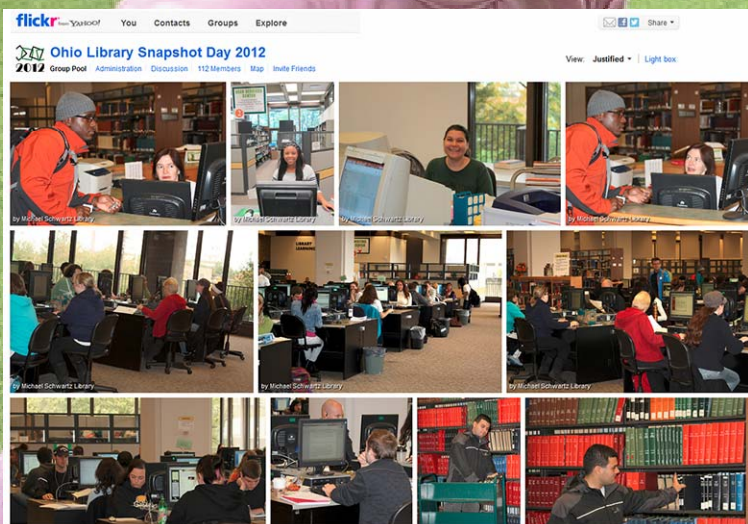 flickr from YAHOO! You Contacts Groups Explore Share
Ohio Library Snapshot Day 2012
2012 Group Pool Administration Discussion 112 Members Map Invite Friends
View: Justified Light box
by Michael Schwartz Library by Michael Schwartz Library by Michael Schwartz Library by Michael Schwartz Library
LIBRARY
LEARNING
by Michael Schwartz Library by Michael Schwartz Library by Michael Schwartz Library